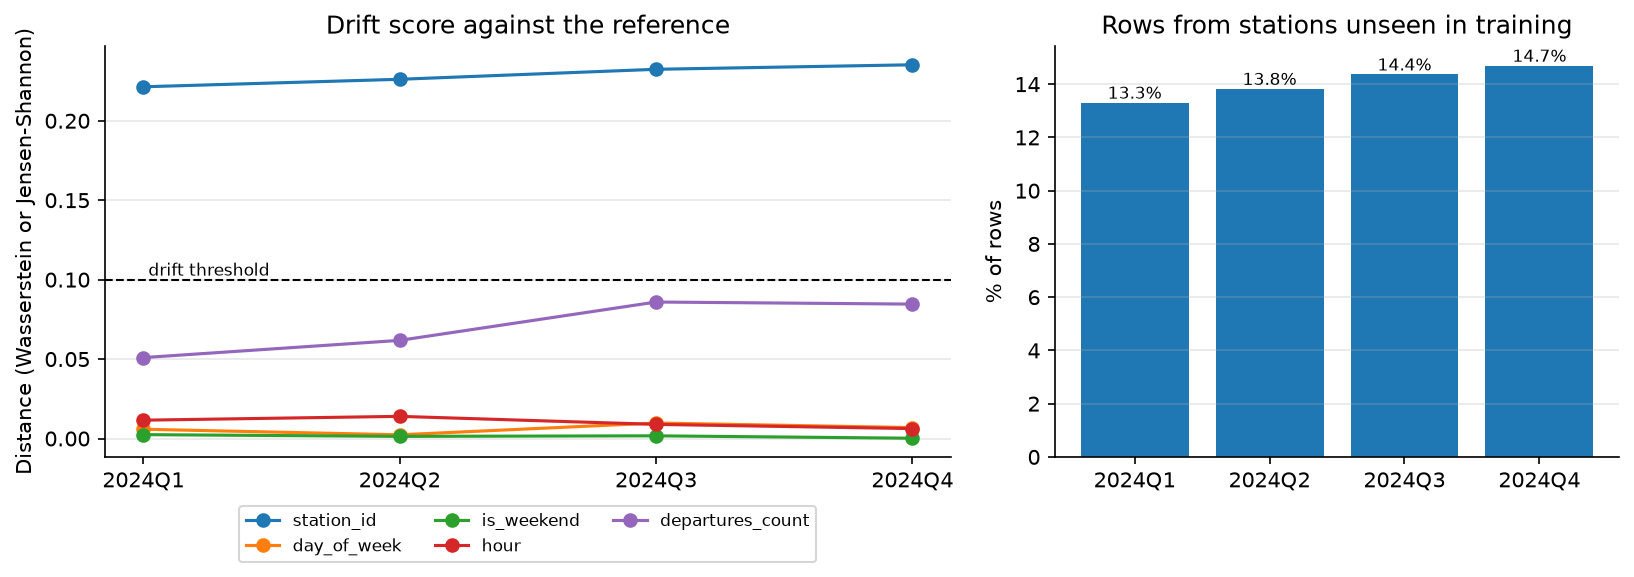 Drift score against the reference
Distance (Wasserstein or Jensen-Shannon)
0.20
0.15
0.10
0.05
0.00
drift threshold
2024Q1 2024Q2 2024Q3 2024Q4
station_id is_weekend departures_count
day_of_week hour
Rows from stations unseen in training
% of rows
14
12
10
8
6
4
2
0
13.3% 13.8% 14.4% 14.7%
2024Q1 2024Q2 2024Q3 2024Q4